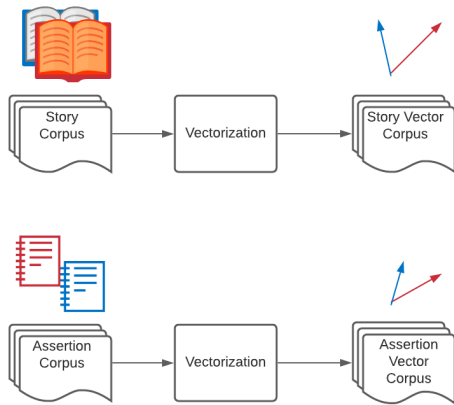 Story
Corpus
Vectorization
Story Vector
Corpus
Assertion
Corpus
Vectorization
Assertion
Vector
Corpus